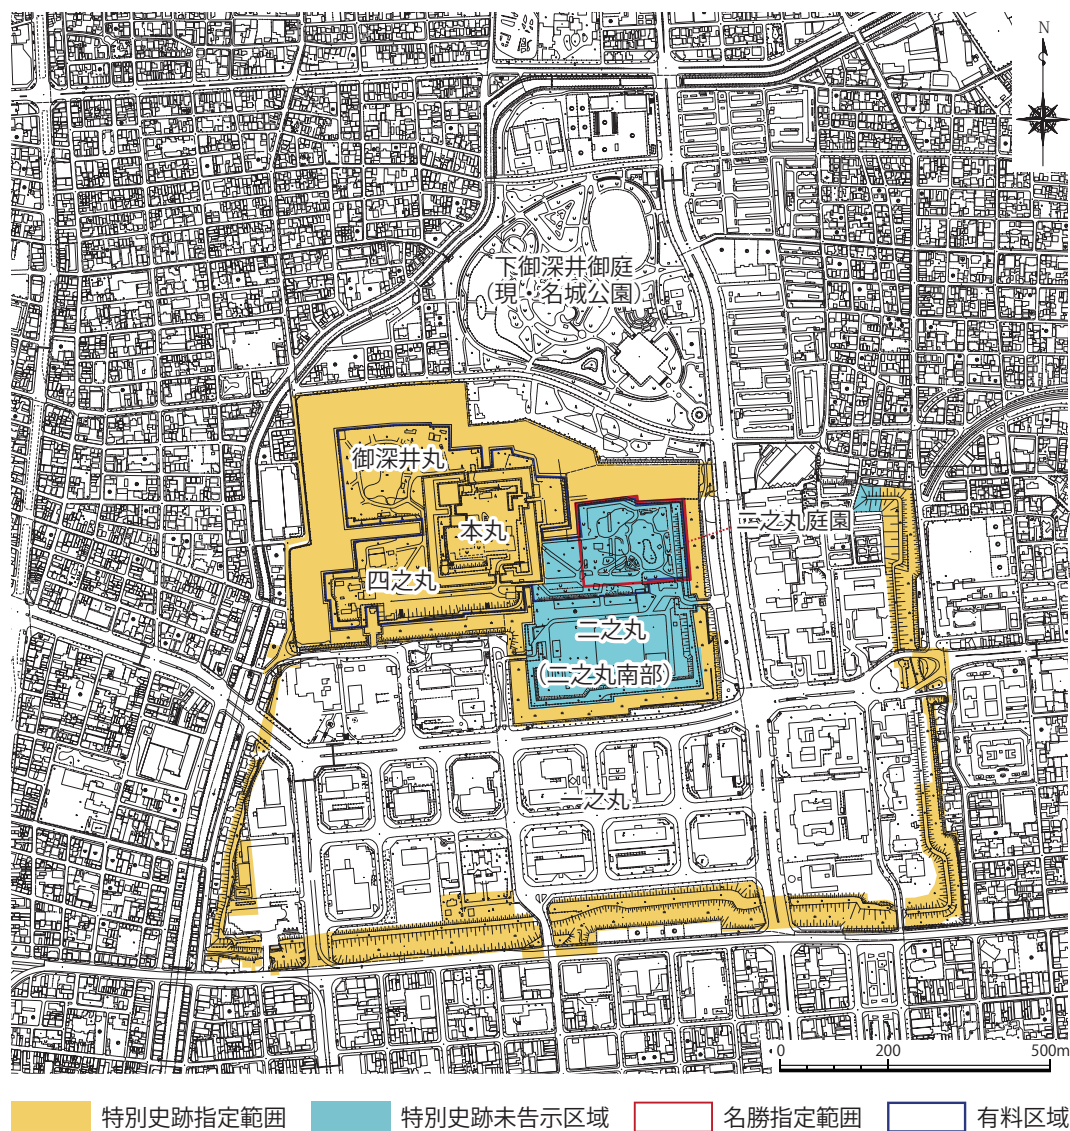 N
下御深井御庭
（現・名城公園）
御深井丸
本丸
二之丸庭園
四之丸
二之丸
（二之丸南部）
三之丸
0 200 500m
特別史跡指定範囲 特別史跡未告示区域 名勝指定範囲 有料区域